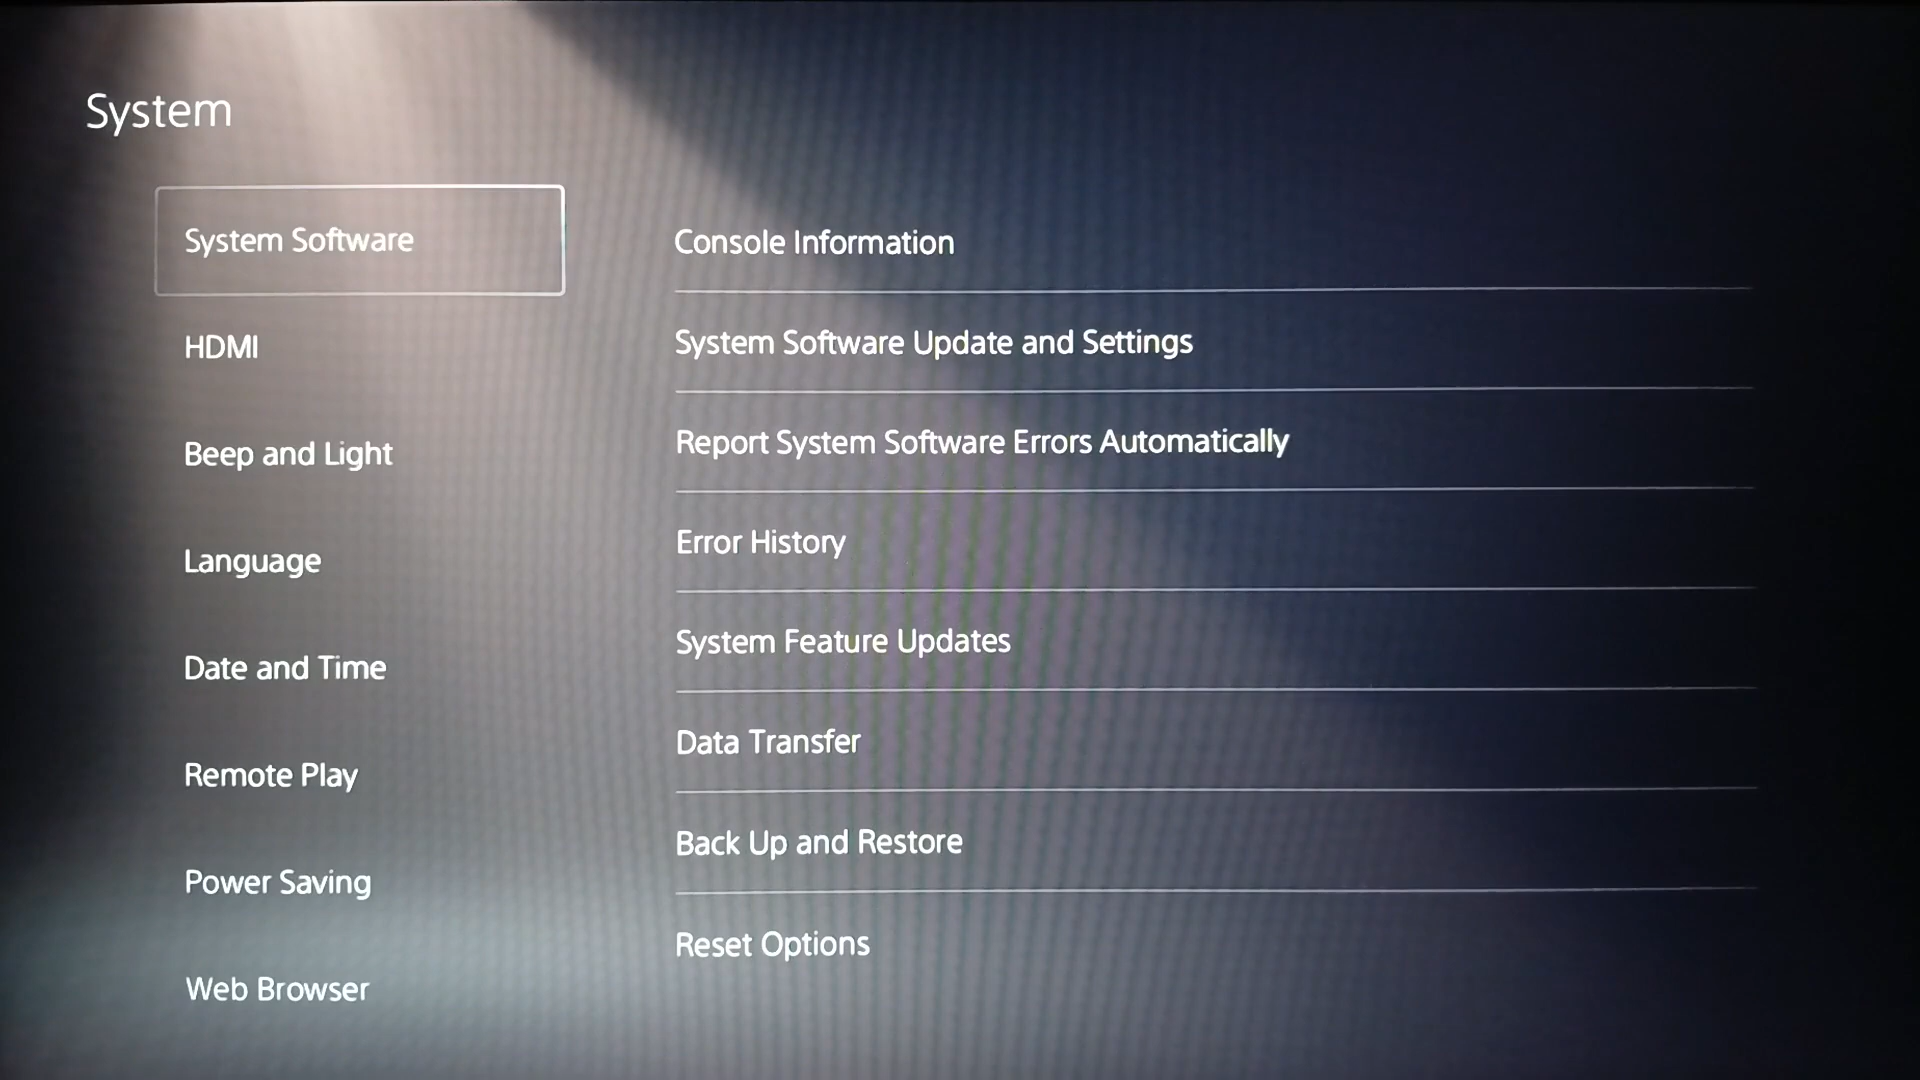 System
System Software
HDMI
Beep and Light
Language
Date and Time
Remote Play
Power Saving
Web Browser
Console Information
System Software Update and Settings
Report System Software Errors Automatically
Error History
System Feature Updates
Data Transfer
Back Up and Restore
Reset Options